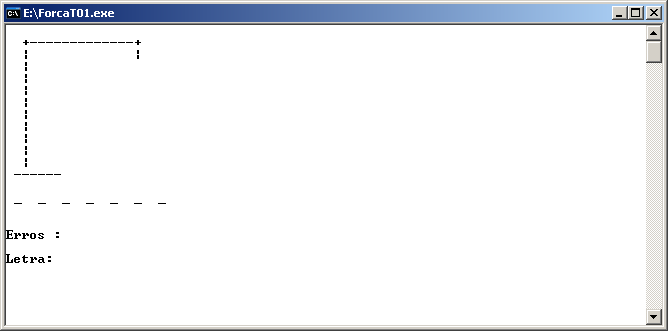 E:\ForcaT01.exe
_ _ _ _ _ _ _
Erros :
Letra: